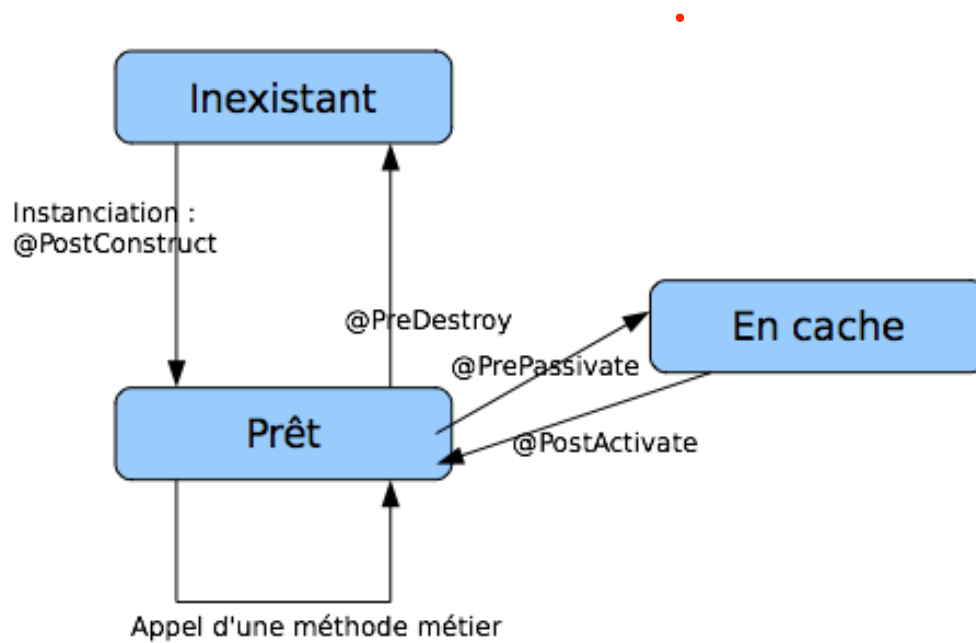 Inexistant
Instanciation :
@PostConstruct
@PreDestroy
En cache
@PrePassivate
Prêt
@PostActivate
Appel d'une méthode métier